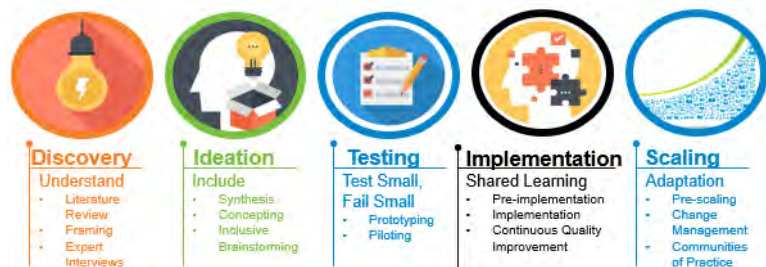 Discovery
Understand
- Literature
Review
- Framing
- Expert
Interviews
Ideation
Include
- Synthesis
- Concepting
- Inclusive
Brainstorming
Testing
Test Small,
Fail Small
- Prototyping
- Piloting
Implementation
Shared Learning
- Pre-implementation
- Implementation
- Continuous Quality
Improvement
Scaling
Adaptation
- Pre-scaling
- Change
Management
- Communities
of Practice